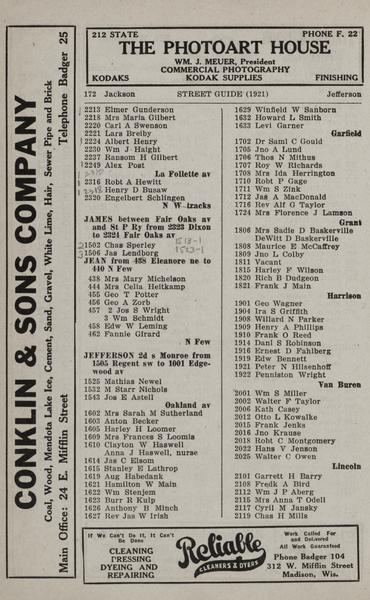 212 STATE PHONE F. 22
THE PHOTOART HOUSE
WM. J. MEUER, President
COMMERCIAL PHOTOGRAPHY
KODAKS KODAK SUPPLIES FINISHING
172 Jackson STREET GUIDE (1921) Jefferson
2213 Elmer Gunderson
2218 Mrs Maria Gilbert
2220 Carl A Swenson
2221 Lars Breiby
2224 Albert Henry
2230 Wm J Haight
2237 Ransom H Gilbert
2249 Alex Post
La Follette av
2316 Robt A Hewitt
Henry D Busaw
2320 Engelbert Schlingen
N W tracks
JAMES between Fair Oaks av
and St P Ry from 2323 Dixon
to 2324 Fair Oaks av
1502 Chas Sperley
1506 Jas Lendborg
1513-1
1513-1
JEAN from 428 Eleanore ne to
440 N Few
438 Mrs Mary Michelson
444 Mrs Celia Heitkamp
455 Geo T Potter
456 Geo A Zorb
457 2 Jos S Wright
3 Wm Schmidt
458 Edw W Leming
462 Fannie Girard
N Few
JEFFERSON 2d s Monroe from
1505 Regent sw to 1001 Edge-
wood av
1525 Mathias Newel
1532 M Starr Nichols
1543 Jos E Astell
Oakland av
1602 Mrs Sarah M Sutherland
1603 Anton Becker
1605 Harley H Loomer
1609 Mrs Frances S Loomis
1610 Clayton W Haswell
Anna J Haswell, nurse
1614 Jas C Elsom
1615 Stanley E Lathrop
1619 Aug Habedank
1621 Hamilton W Main
1622 Wm Stenjem
1623 Burr R Kulp
1626 Anthony B Minch
1627 Rev Jas W Irish
1629 Winfield W Sanborn
1632 Howard L Smith
1633 Levi Garner
Garfield
1702 Dr Saml C Gould
1705 Jno A Lund
1706 Thos N Mithus
1707 Roy W Richards
1708 Mrs Ida Herrington
1710 Robt P Gage
1711 Wm S Zink
1712 Jas A MacDonald
1716 Rev Alf G Taylor
1724 Mrs Florence J Lamson
Grant
1806 Mrs Sadie D Baskerville
DeWitt D Baskerville
1808 Maurice E McCaffrey
1809 Jno L Colby
1811 Vacant
1815 Harley F Wilson
1820 Rich B Dudgeon
1821 Frank J Main
Harrison
1901 Geo Wagner
1904 Ira S Griffith
1908 Willard N Parker
1909 Henry A Phillips
1910 Frank O Reed
1914 Danl S Robinson
1916 Ernest D Fahlberg
1919 Edw Bennett
1921 Peter N Hilsenhoff
1922 Pennington Wright
Van Buren
2001 Wm S Miller
2002 Walter F Taylor
2006 Kath Casey
2012 Otto L Kowalke
2015 Frank Jenks
2016 Jno Krause
2018 Robt C Montgomery
2022 Hans V Jenson
2025 Walter C Owen
Lincoln
2101 Garrett H Barry
2108 Fredk A Bird
2112 Wm J P Aberg
2115 Mrs Anna T Odell
2117 Cyril M Jansky
2119 Chas H Mills
CONKLIN & SONS COMPANY
Coal, Wood, Mendota Lake Ice, Cement, Sand, Gravel, White Lime, Hair, Sewer Pipe and Brick
Main Office: 24 E. Mifflin Street Telephone Badger 25
If We Can't Do It, It Can't
Be Done
CLEANING
PRESSING
DYEING AND
REPAIRING
Reliable
CLEANERS & DYERS
Work Called For
and Delivered
All Work Guaranteed
Phone Badger 104
312 W. Mifflin Street
Madison, Wis.